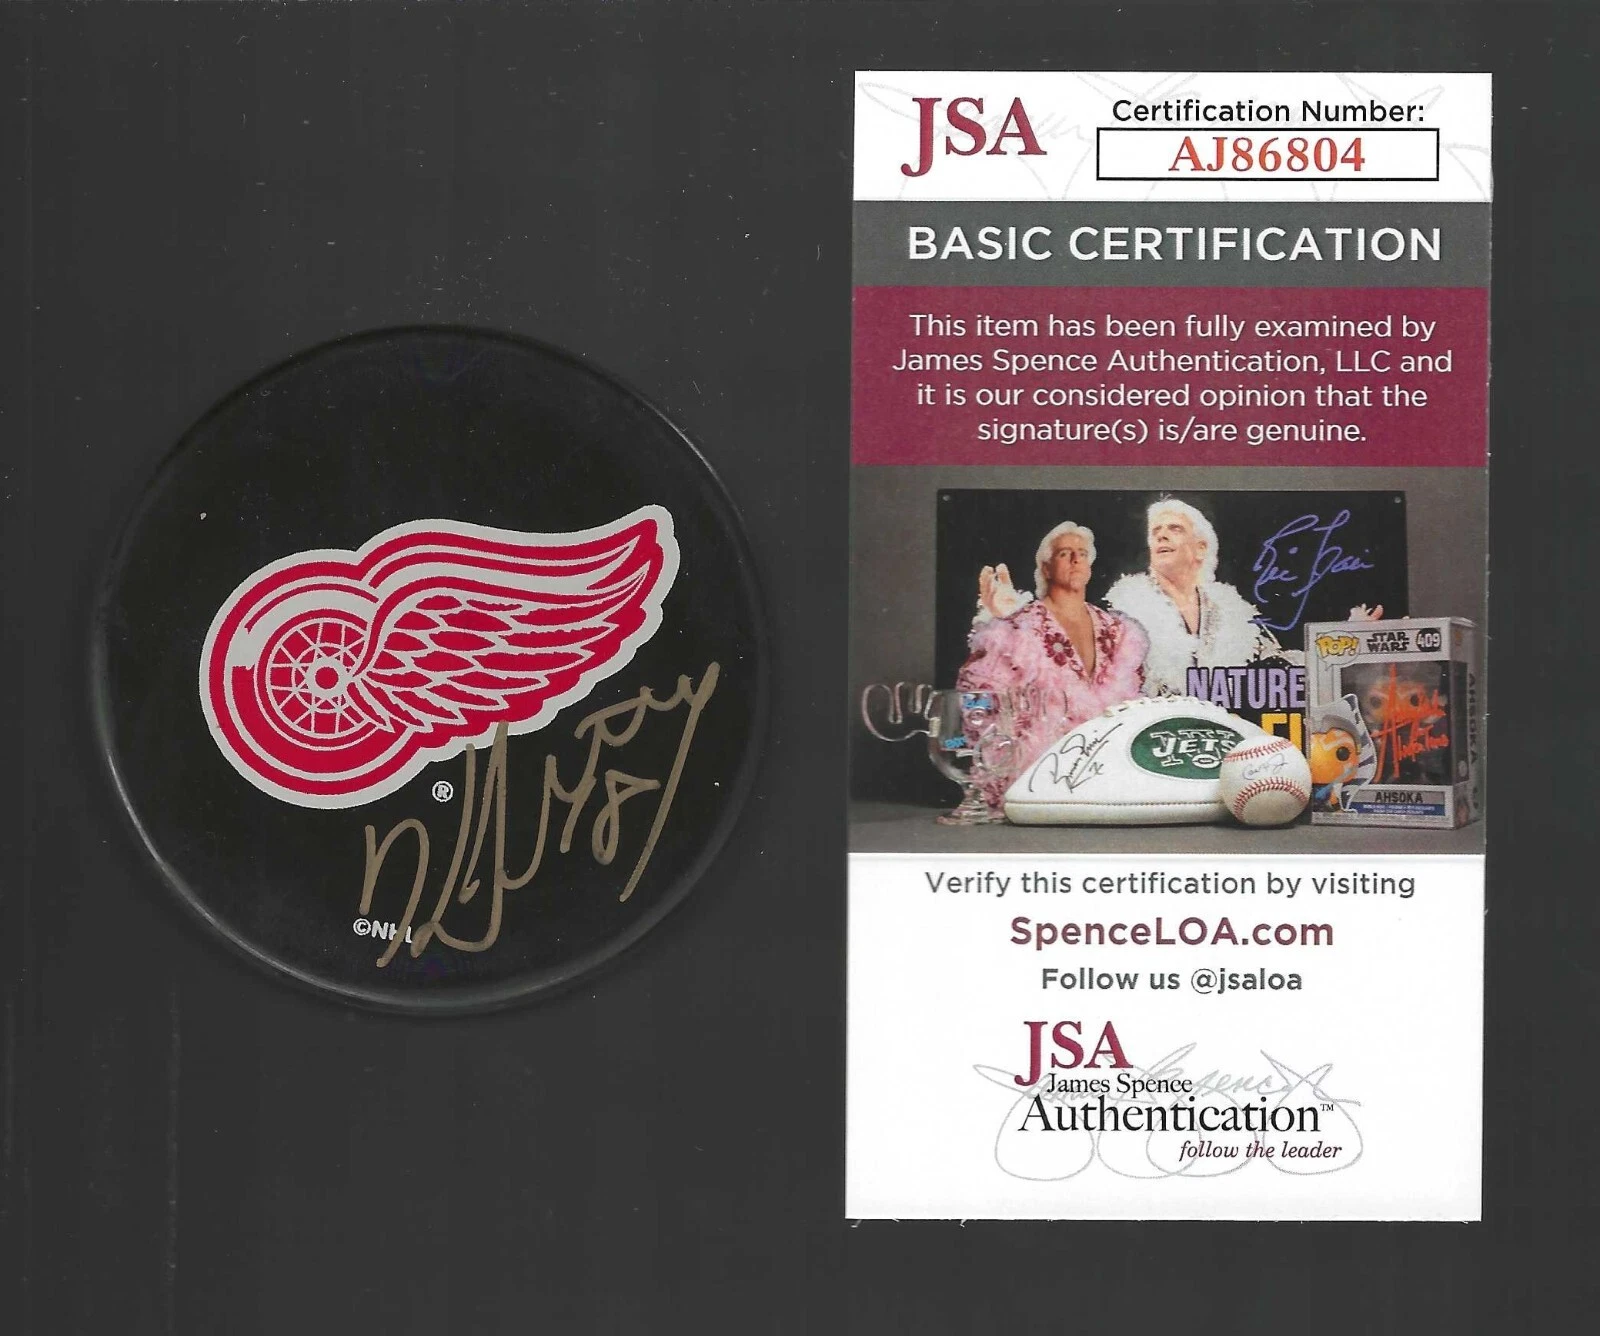 ®
©NHL
JSA
Certification Number:
AJ86804
BASIC CERTIFICATION
This item has been fully examined by
James Spence Authentication, LLC and
it is our considered opinion that the
signature(s) is/are genuine.
NATURE
JETS
POP!
STAR
WARS
409
AHSOKA
AHSOKA
Verify this certification by visiting
SpenceLOA.com
Follow us @jsaloa
JSA
James Spence
Authentication™
follow the leader